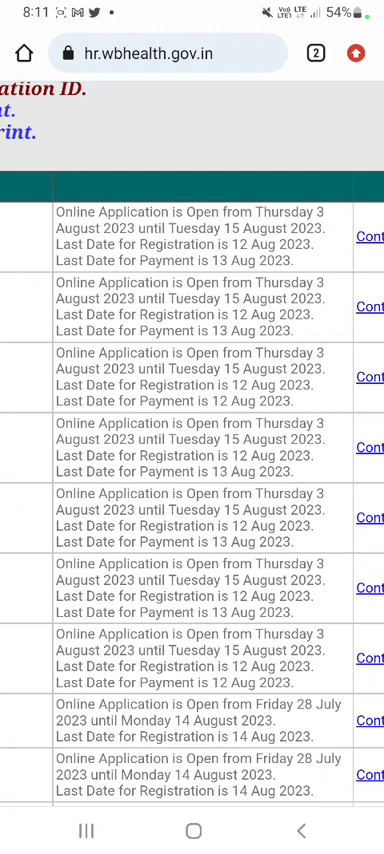 8:11
Vo)) LTE
LTE1
54%
hr.wbhealth.gov.in
2
atiion ID.
nt.
rint.
Online Application is Open from Thursday 3
August 2023 until Tuesday 15 August 2023.
Last Date for Registration is 12 Aug 2023.
Last Date for Payment is 13 Aug 2023.
Cont
Online Application is Open from Thursday 3
August 2023 until Tuesday 15 August 2023.
Last Date for Registration is 12 Aug 2023.
Last Date for Payment is 13 Aug 2023.
Cont
Online Application is Open from Thursday 3
August 2023 until Tuesday 15 August 2023.
Last Date for Registration is 12 Aug 2023.
Last Date for Payment is 12 Aug 2023.
Cont
Online Application is Open from Thursday 3
August 2023 until Tuesday 15 August 2023.
Last Date for Registration is 12 Aug 2023.
Last Date for Payment is 13 Aug 2023.
Cont
Online Application is Open from Thursday 3
August 2023 until Tuesday 15 August 2023.
Last Date for Registration is 12 Aug 2023.
Last Date for Payment is 12 Aug 2023.
Cont
Online Application is Open from Thursday 3
August 2023 until Tuesday 15 August 2023.
Last Date for Registration is 12 Aug 2023.
Last Date for Payment is 13 Aug 2023.
Cont
Online Application is Open from Thursday 3
August 2023 until Tuesday 15 August 2023.
Last Date for Registration is 12 Aug 2023.
Last Date for Payment is 12 Aug 2023.
Cont
Online Application is Open from Friday 28 July
2023 until Monday 14 August 2023.
Last Date for Registration is 14 Aug 2023.
Cont
Online Application is Open from Friday 28 July
2023 until Monday 14 August 2023.
Last Date for Registration is 14 Aug 2023.
Cont